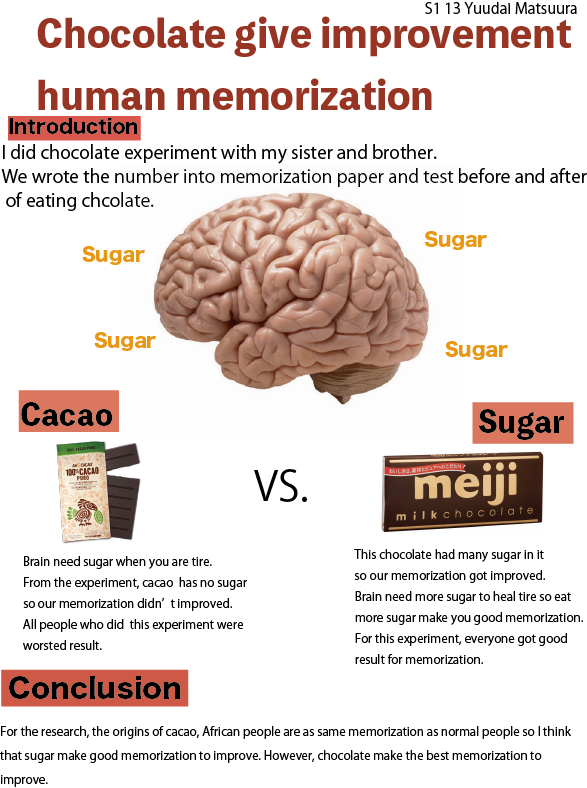 S1 13 Yuudai Matsuura
Chocolate give improvement
human memorization
Introduction
I did chocolate experiment with my sister and brother.
We wrote the number into memorization paper and test before and after
of eating chcolate.
Sugar
Sugar
Sugar
Sugar
Cacao
Sugar
100% CACAO
PURO
VS.
meiji
milk chocolate
Brain need sugar when you are tire.
From the experiment, cacao has no sugar
so our memorization didn't improved.
All people who did this experiment were
worsted result.
This chocolate had many sugar in it
so our memorization got improved.
Brain need more sugar to heal tire so eat
more sugar make you good memorization.
For this experiment, everyone got good
result for memorization.
Conclusion
For the research, the origins of cacao, African people are as same memorization as normal people so I think
that sugar make good memorization to improve. However, chocolate make the best memorization to
improve.